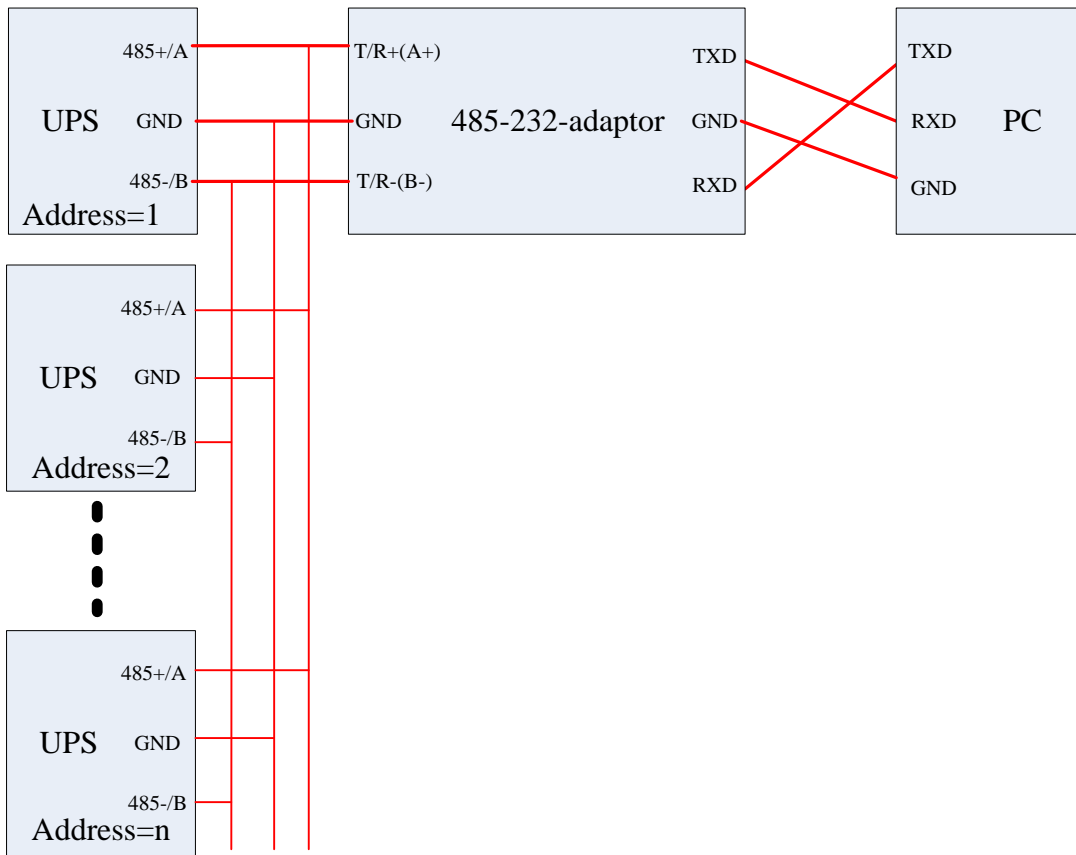 485+/A
UPS
GND
485-/B
Address=1
T/R+(A+)
GND
T/R-(B-)
485-232-adaptor
TXD
GND
RXD
TXD
RXD
GND
PC
485+/A
UPS
GND
485-/B
Address=2
485+/A
UPS
GND
485-/B
Address=n